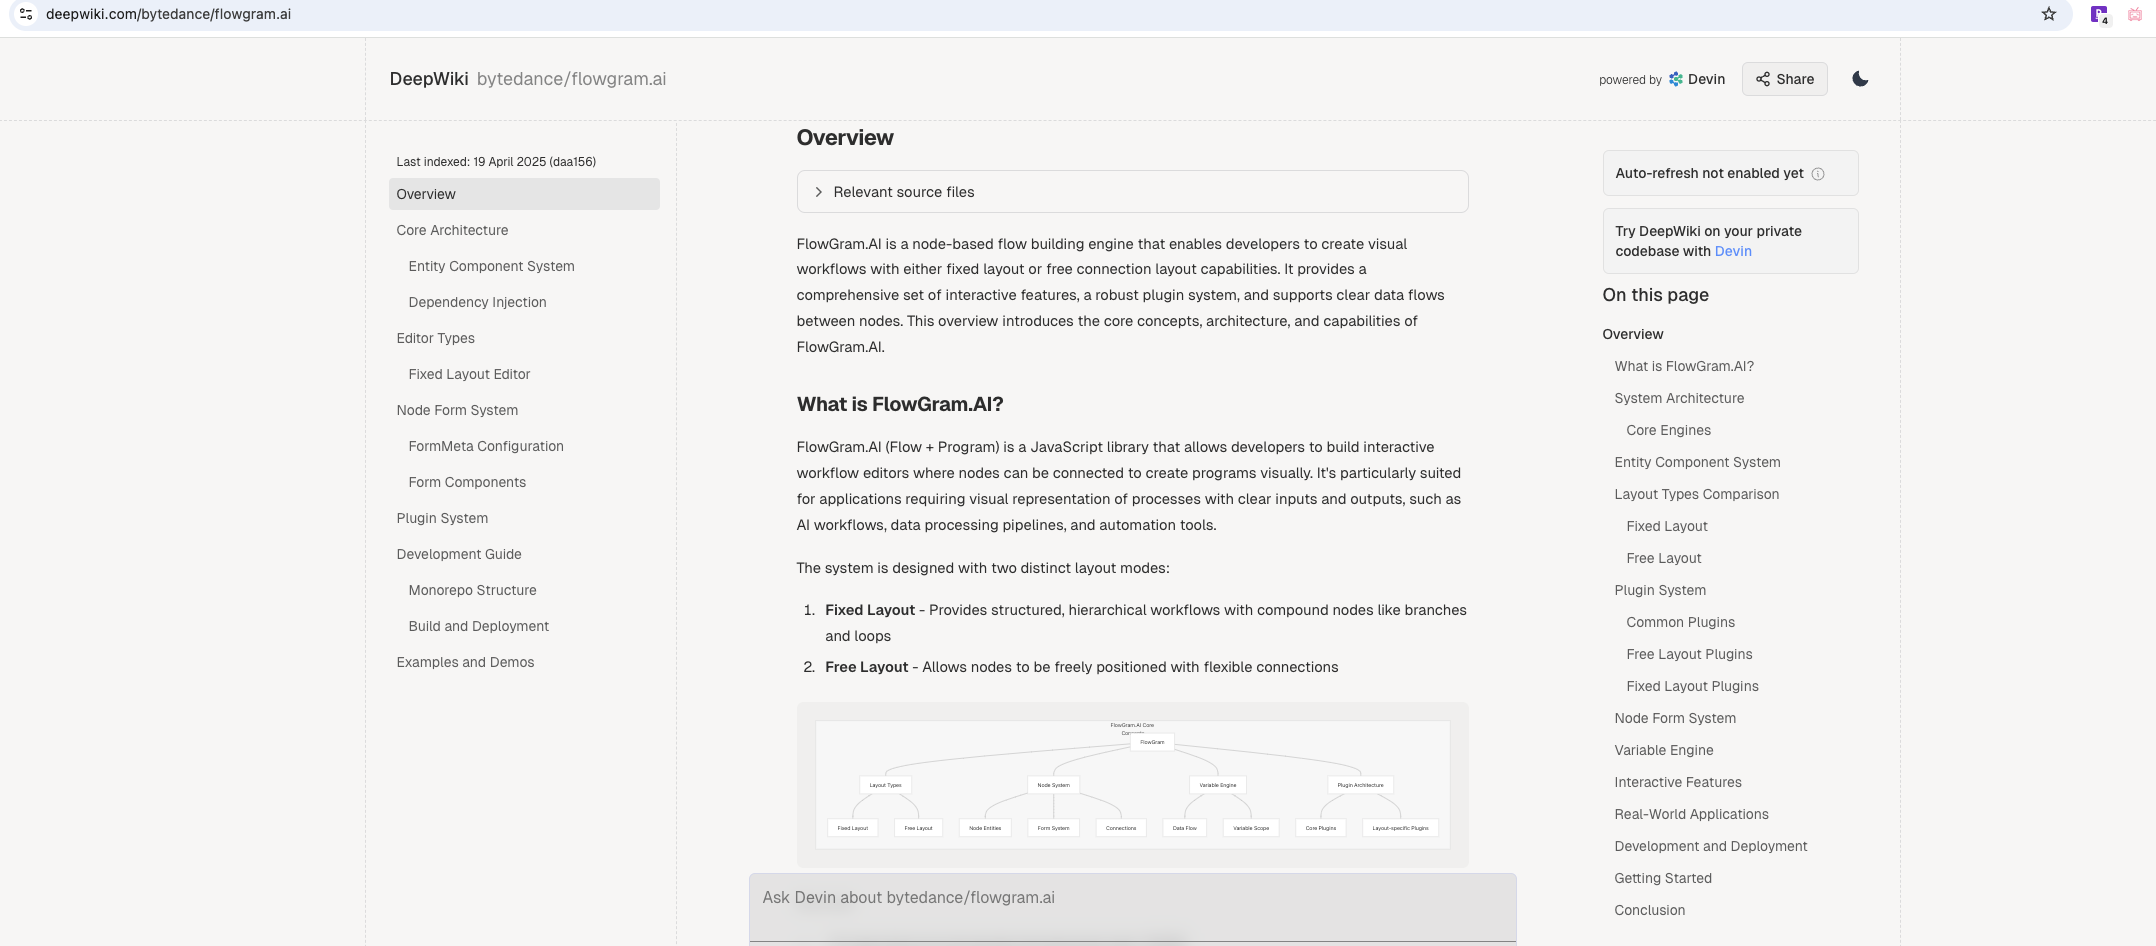 deepwiki.com/bytedance/flowgram.ai
4
DeepWiki bytedance/flowgram.ai
powered by Devin
Share
Last indexed: 19 April 2025 (daa156)
Overview
Core Architecture
Entity Component System
Dependency Injection
Editor Types
Fixed Layout Editor
Node Form System
FormMeta Configuration
Form Components
Plugin System
Development Guide
Monorepo Structure
Build and Deployment
Examples and Demos
Overview
Relevant source files
FlowGram.AI is a node-based flow building engine that enables developers to create visual
workflows with either fixed layout or free connection layout capabilities. It provides a
comprehensive set of interactive features, a robust plugin system, and supports clear data flows
between nodes. This overview introduces the core concepts, architecture, and capabilities of
FlowGram.AI.
What is FlowGram.AI?
FlowGram.AI (Flow + Program) is a JavaScript library that allows developers to build interactive
workflow editors where nodes can be connected to create programs visually. It's particularly suited
for applications requiring visual representation of processes with clear inputs and outputs, such as
AI workflows, data processing pipelines, and automation tools.
The system is designed with two distinct layout modes:
1. Fixed Layout - Provides structured, hierarchical workflows with compound nodes like branches
and loops
2. Free Layout - Allows nodes to be freely positioned with flexible connections
FlowGram.AI Core
FlowGram
Layout Types
Node System
Variable Engine
Plugin Architecture
Fixed Layout
Free Layout
Node Entities
Form System
Connections
Data Flow
Variable Scope
Core Plugins
Layout-specific Plugins
Ask Devin about bytedance/flowgram.ai
Auto-refresh not enabled yet
Try DeepWiki on your private
codebase with Devin
On this page
Overview
What is FlowGram.AI?
System Architecture
Core Engines
Entity Component System
Layout Types Comparison
Fixed Layout
Free Layout
Plugin System
Common Plugins
Free Layout Plugins
Fixed Layout Plugins
Node Form System
Variable Engine
Interactive Features
Real-World Applications
Development and Deployment
Getting Started
Conclusion